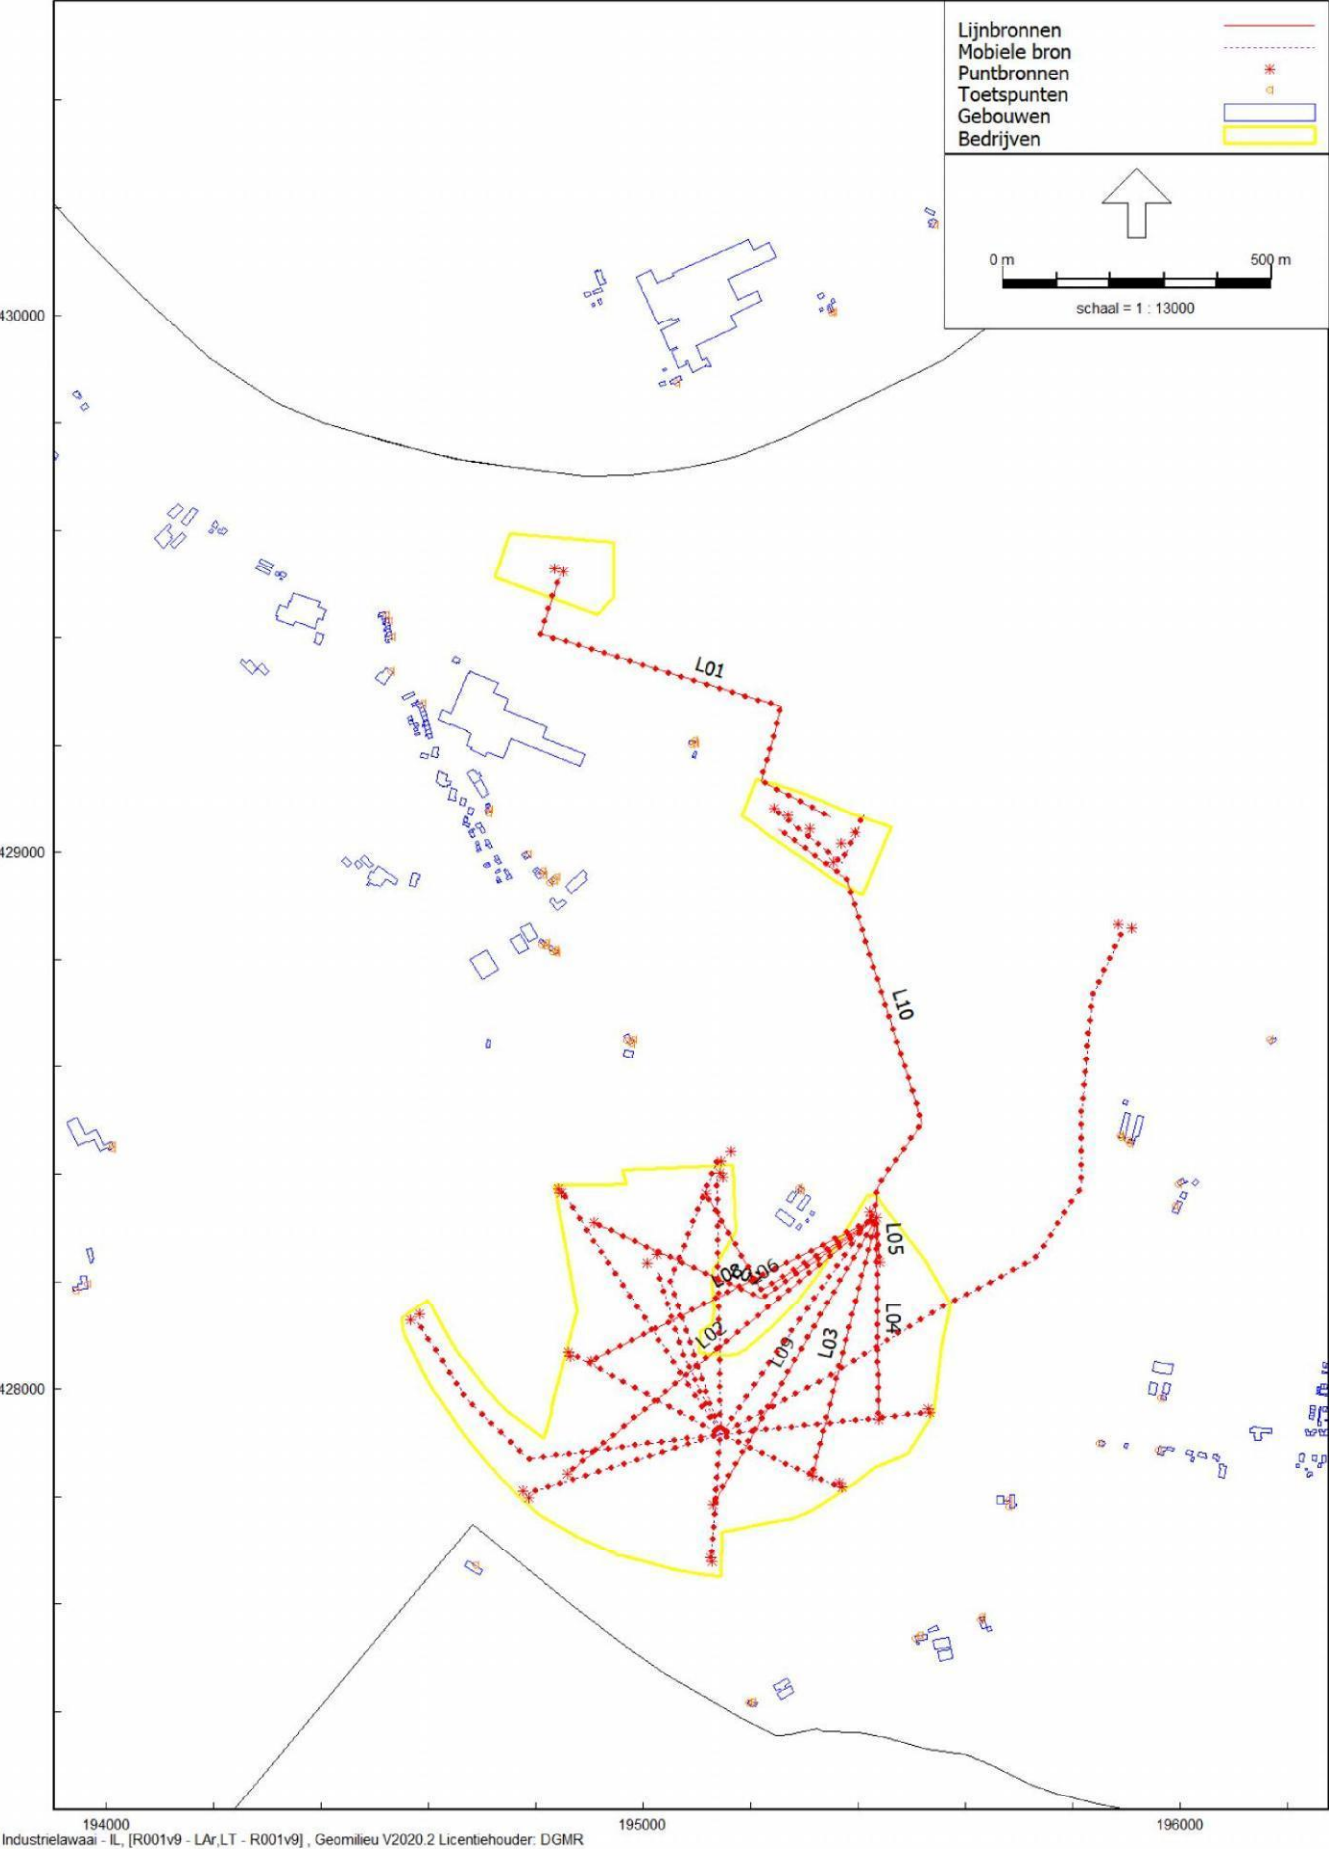 Lijnbronnen
Mobiele bron
Puntbronnen
Toetspunten
Gebouwen
Bedrijven
0 m
500 m
schaal = 1 : 13000
430000
L01
429000
L10
L05
L08
L06
L04
L02
L03
L09
428000
194000
195000
196000
Industrielawaai - IL, [R001v9 - LAr,LT - R001v9] , Geomilieu V2020.2 Licentiehouder: DGMR